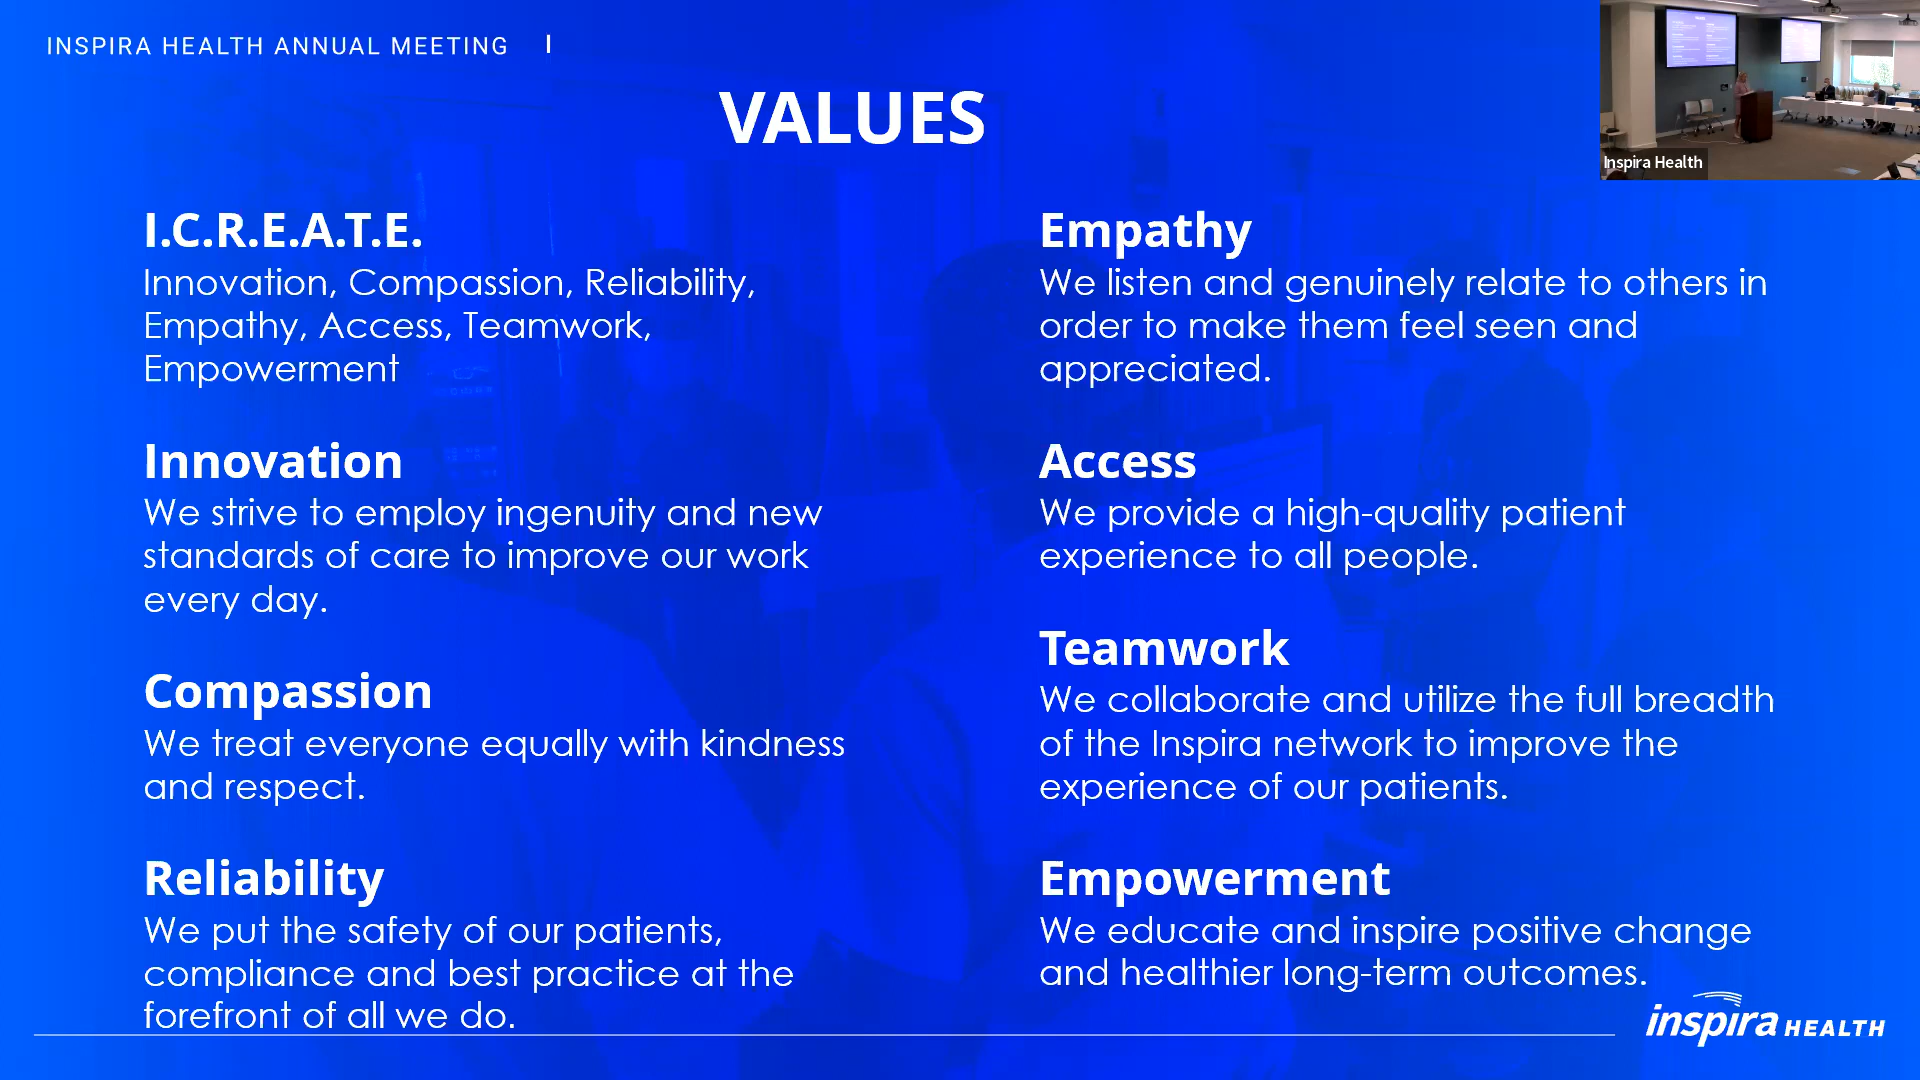 INSPIRA HEALTH ANNUAL MEETING |
VALUES
I.C.R.E.A.T.E.
Innovation, Compassion, Reliability,
Empathy, Access, Teamwork,
Empowerment
Innovation
We strive to employ ingenuity and new
standards of care to improve our work
every day.
Compassion
We treat everyone equally with kindness
and respect.
Reliability
We put the safety of our patients,
compliance and best practice at the
forefront of all we do.
Empathy
We listen and genuinely relate to others in
order to make them feel seen and
appreciated.
Access
We provide a high-quality patient
experience to all people.
Teamwork
We collaborate and utilize the full breadth
of the Inspira network to improve the
experience of our patients.
Empowerment
We educate and inspire positive change
and healthier long-term outcomes.
inspira HEALTH
Inspira Health